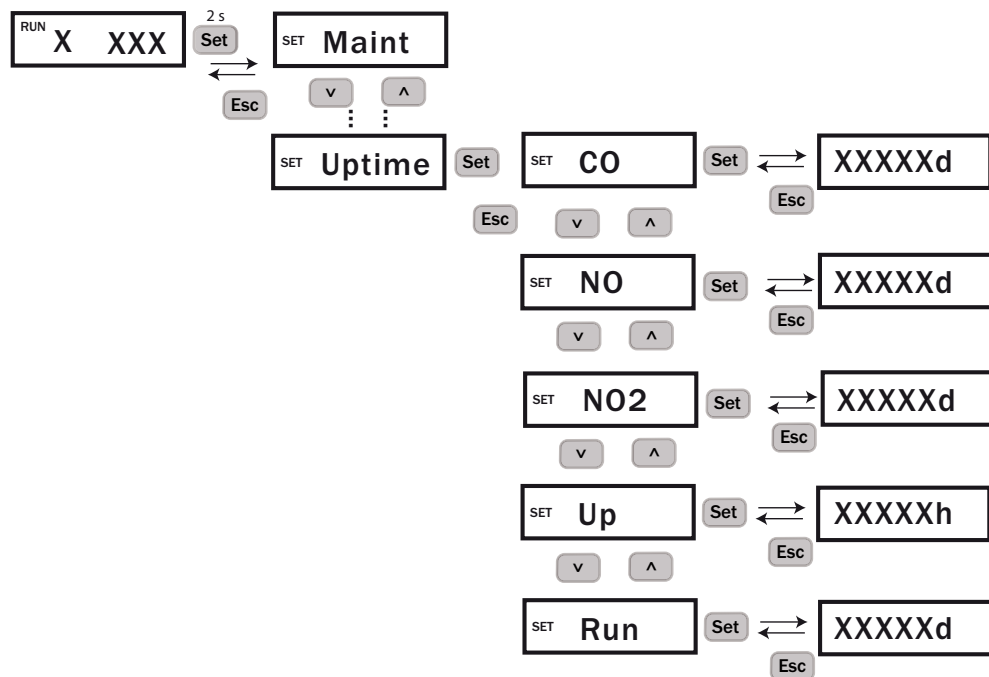 2 s
RUN X XXX Set SET Maint
Esc v ^
SET Uptime Set SET CO Set XXXXXd
Esc v ^ Esc
SET NO Set XXXXXd
v ^ Esc
SET NO2 Set XXXXXd
v ^ Esc
SET Up Set XXXXXh
v ^ Esc
SET Run Set XXXXXd
Esc